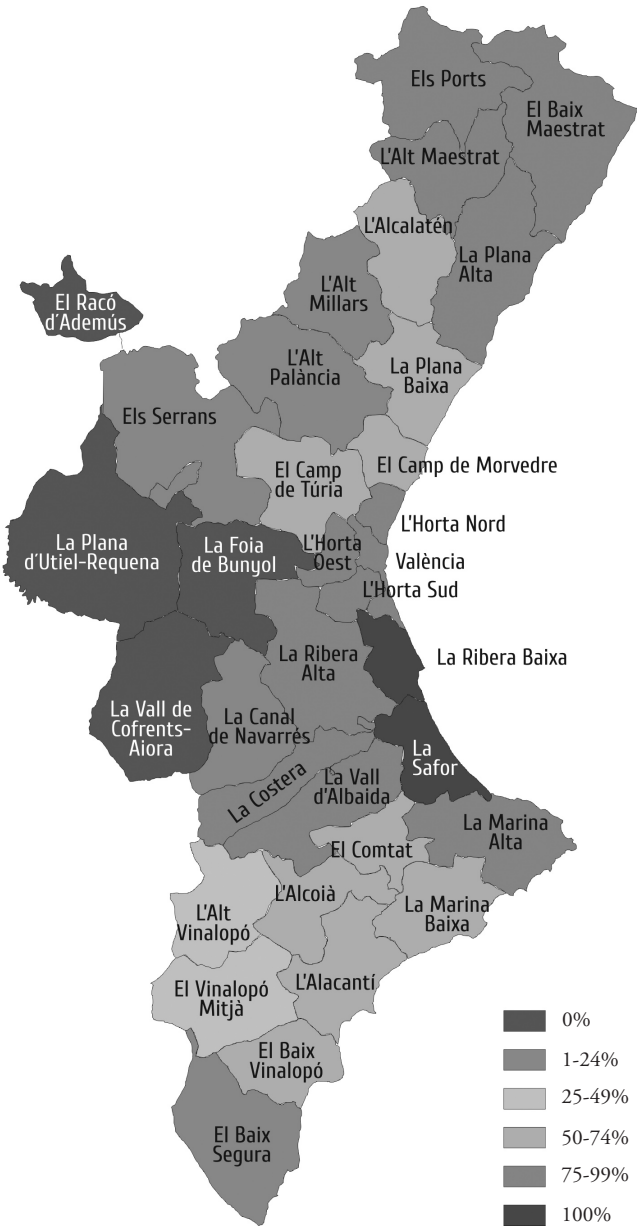 Els Ports
El Baix
Maestrat
L'Alt Maestrat
L'Alcalatén
La Plana
Alta
L'Alt
Millars
El Racó
d´Ademús
L'Alt
Palància
La Plana
Baixa
Els Serrans
El Camp
de Túria
El Camp de Morvedre
L'Horta Nord
La Plana
d'Utiel-Requena
La Foia
de Bunyol
L'Horta
Oest
València
L'Horta Sud
La Ribera
Alta
La Ribera Baixa
La Vall de
Cofrents-
Aiora
La Canal
de Navarrés
La
Safor
La Costera
La Vall
d'Albaida
La Marina
Alta
El Comtat
L'Alcoià
La Marina
Baixa
L'Alt
Vinalopó
El Vinalopó
Mitjà
L'Alacantí
El Baix
Vinalopó
El Baix
Segura
0%
1-24%
25-49%
50-74%
75-99%
100%